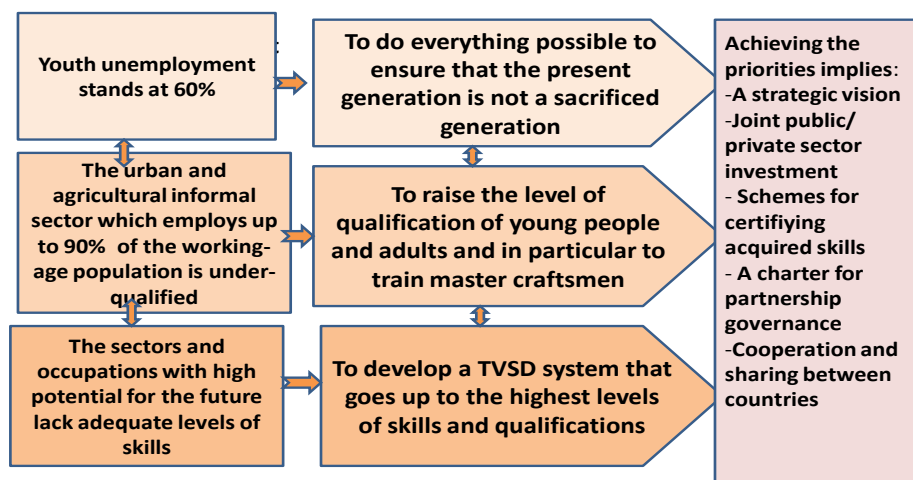 Youth unemployment
stands at 60%
To do everything possible to
ensure that the present
generation is not a sacrificed
generation
The urban and
agricultural informal
sector which employs up
to 90% of the working-
age population is under-
qualified
To raise the level of
qualification of young people
and adults and in particular to
train master craftsmen
The sectors and
occupations with high
potential for the future
lack adequate levels of
skills
To develop a TVSD system that
goes up to the highest levels
of skills and qualifications
Achieving the
priorities implies:
-A strategic vision
-Joint public/
private sector
investment
- Schemes for
certifiying
acquired skills
- A charter for
partnership
governance
-Cooperation and
sharing between
countries